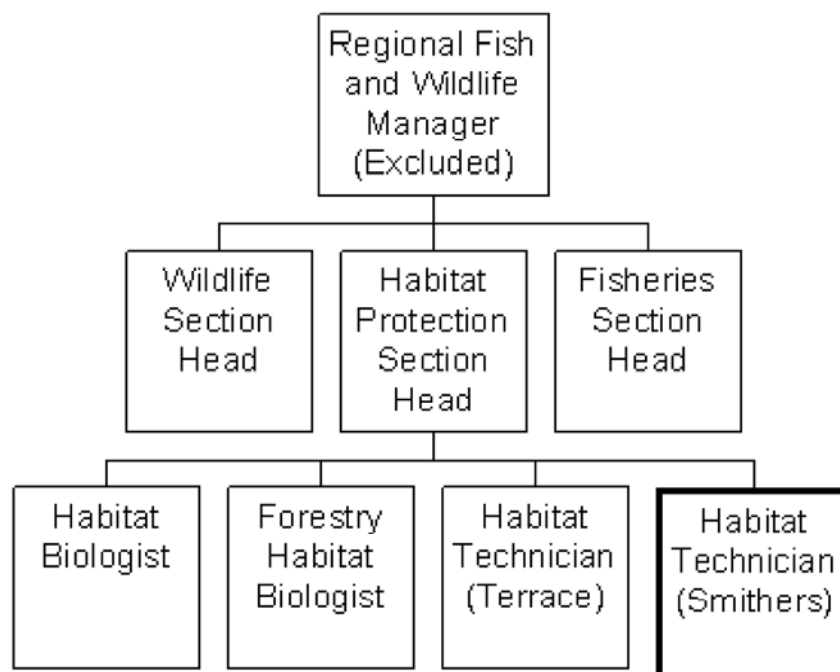 Regional Fish
and Wildlife
Manager
(Excluded)
Wildlife
Section
Head
Habitat
Protection
Section
Head
Fisheries
Section
Head
Habitat
Biologist
Forestry
Habitat
Biologist
Habitat
Technician
(Terrace)
Habitat
Technician
(Smithers)